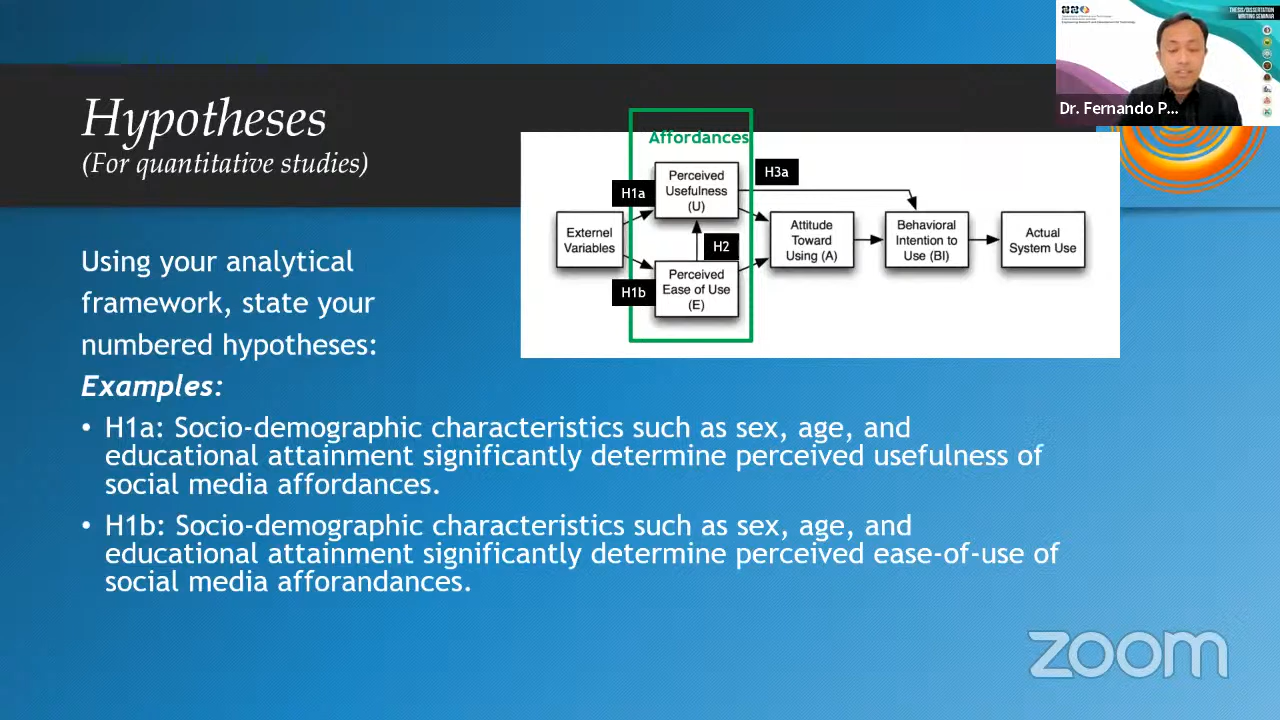 THESIS/DISSERTATION
WRITING SEMINAR
Dr. Fernando P...
Hypotheses
(For quantitative studies)
Affordances
H1a
Perceived
Usefulness
(U)
H3a
Externel
Variables
H2
Attitude
Toward
Using (A)
Behavioral
Intention to
Use (BI)
Actual
System Use
H1b
Perceived
Ease of Use
(E)
Using your analytical
framework, state your
numbered hypotheses:
Examples:
• H1a: Socio-demographic characteristics such as sex, age, and
educational attainment significantly determine perceived usefulness of
social media affordances.
• H1b: Socio-demographic characteristics such as sex, age, and
educational attainment significantly determine perceived ease-of-use of
social media afforandances.
zoom